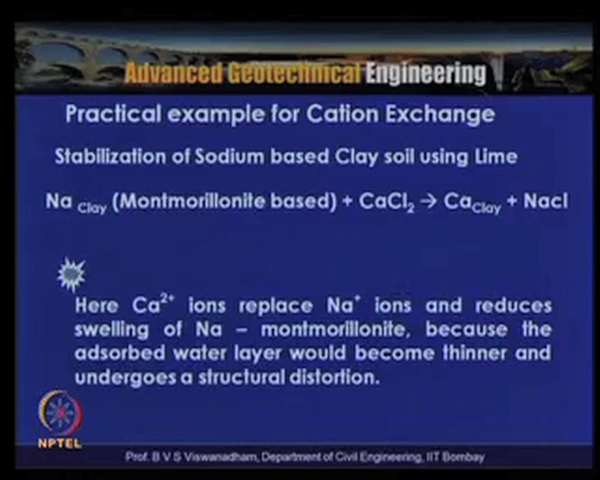 Advanced Geotechnical Engineering
Practical example for Cation Exchange
Stabilization of Sodium based Clay soil using Lime
Na Clay (Montmorillonite based) + CaCl2 → CaClay + Nacl
Here Ca2+ ions replace Na+ ions and reduces
swelling of Na – montmorillonite, because the
adsorbed water layer would become thinner and
undergoes a structural distortion.
NPTEL
Prof. B V S Viswanadham, Department of Civil Engineering, IIT Bombay